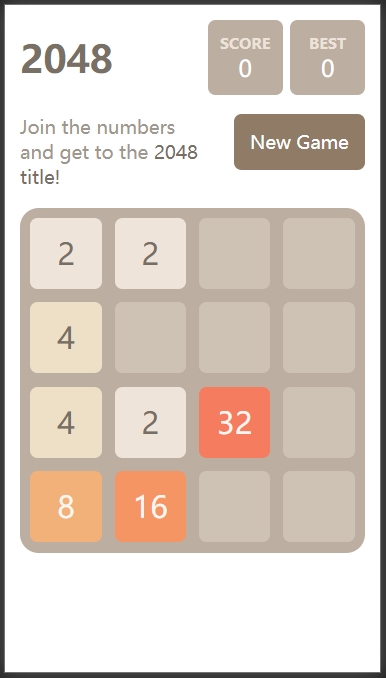 2048
SCORE
0
BEST
0
Join the numbers
and get to the 2048
title!
New Game
2 2
4
4 2 32
8 16